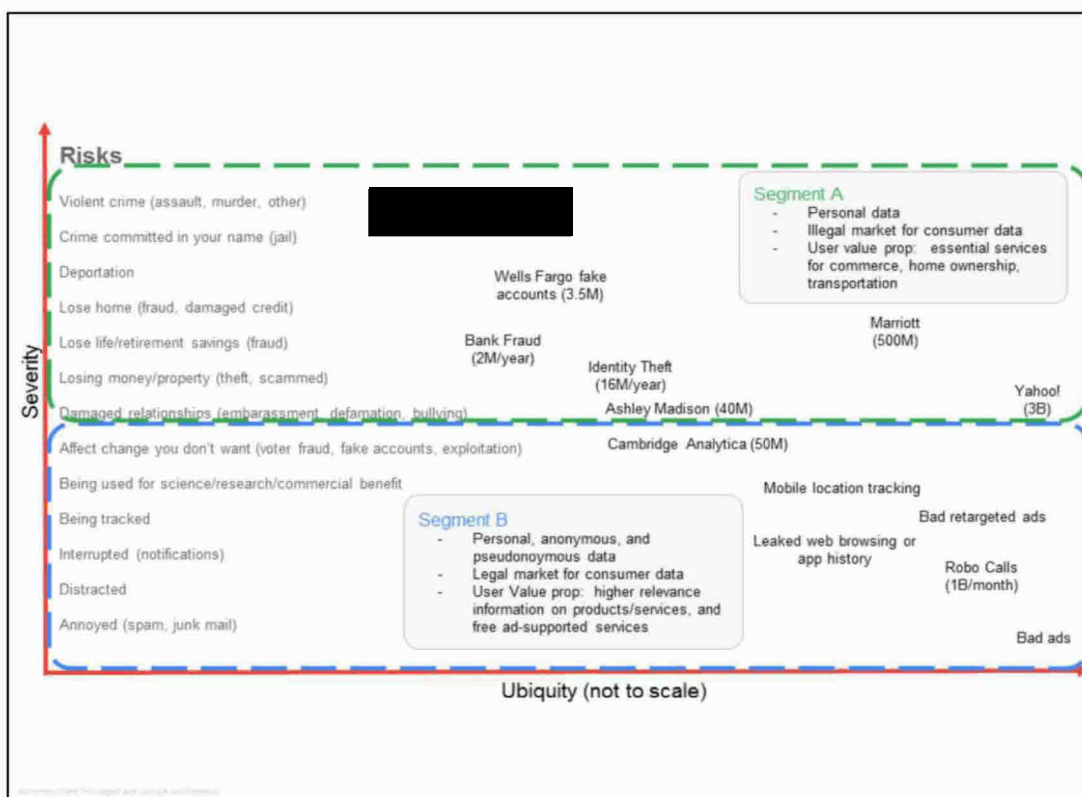 Risks
Violent crime (assault, murder, other)
Crime committed in your name (jail)
Deportation
Lose home (fraud, damaged credit)
Lose life/retirement savings (fraud)
Losing money/property (theft, scammed)
Damaged relationships (embarassment, defamation, bullying)
Affect change you don't want (voter fraud, fake accounts, exploitation)
Being used for science/research/commercial benefit
Being tracked
Interrupted (notifications)
Distracted
Annoyed (spam, junk mail)
Severity
Segment A
- Personal data
- Illegal market for consumer data
- User value prop: essential services
for commerce, home ownership,
transportation
Wells Fargo fake
accounts (3.5M)
Marriott
(500M)
Bank Fraud
(2M/year)
Identity Theft
(16M/year)
Yahoo!
(3B)
Ashley Madison (40M)
Cambridge Analytica (50M)
Mobile location tracking
Bad retargeted ads
Leaked web browsing or
app history
Robo Calls
(1B/month)
Bad ads
Segment B
- Personal, anonymous, and
pseudonoymous data
- Legal market for consumer data
- User Value prop: higher relevance
information on products/services, and
free ad-supported services
Ubiquity (not to scale)